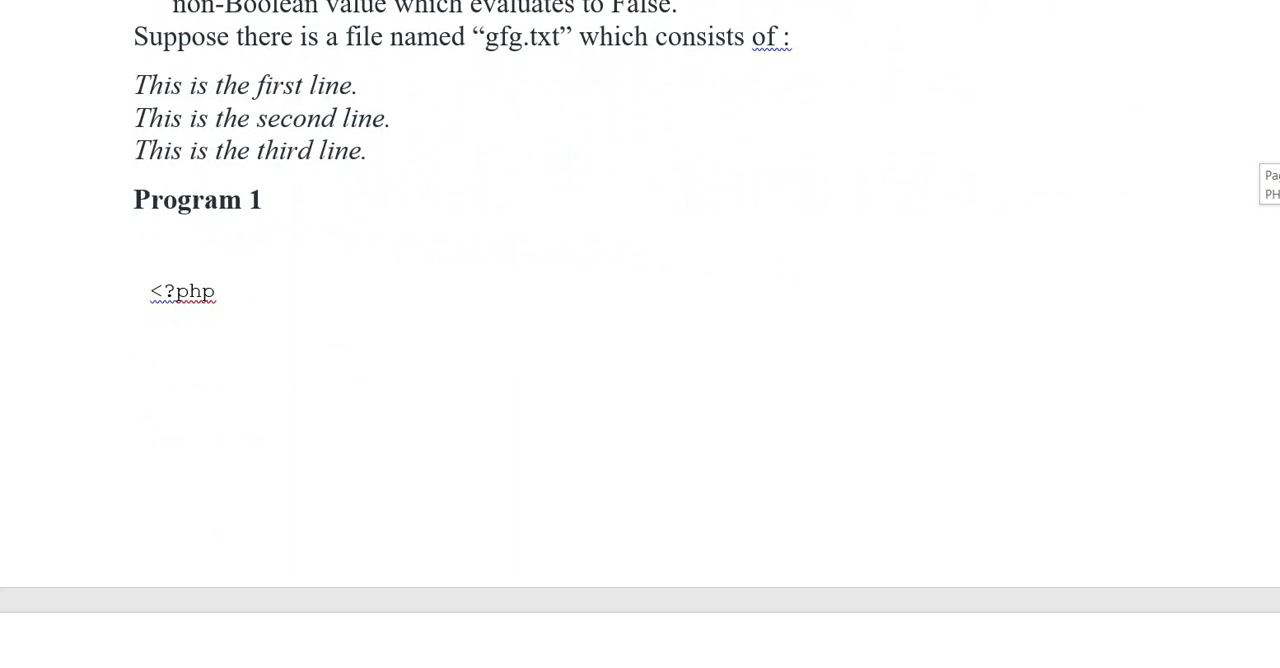 non-Boolean value which evaluates to False.
Suppose there is a file named “gfg.txt” which consists of :
This is the first line.
This is the second line.
This is the third line.
Program 1
<?php